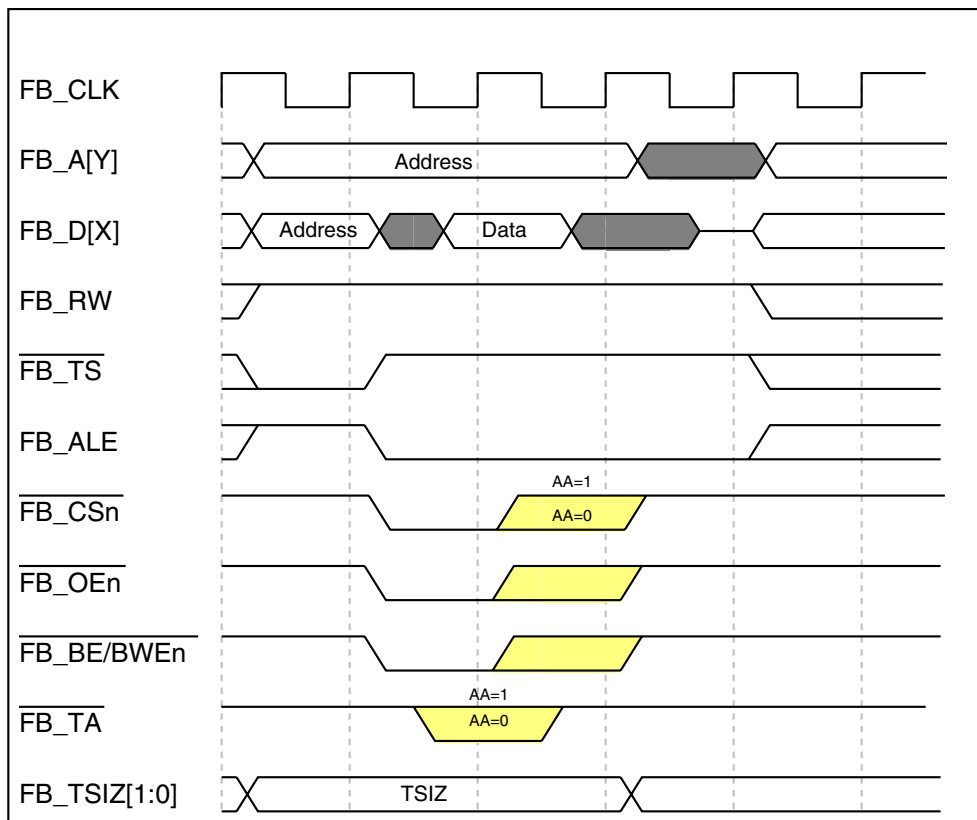 FB_CLK
FB_A[Y]
Address
FB_D[X]
Address
Data
FB_RW
FB_TS
FB_ALE
AA=1
FB_CSn
AA=0
FB_OEn
FB_BE/BWEn
AA=1
FB_TA
AA=0
FB_TSIZ[1:0]
TSIZ